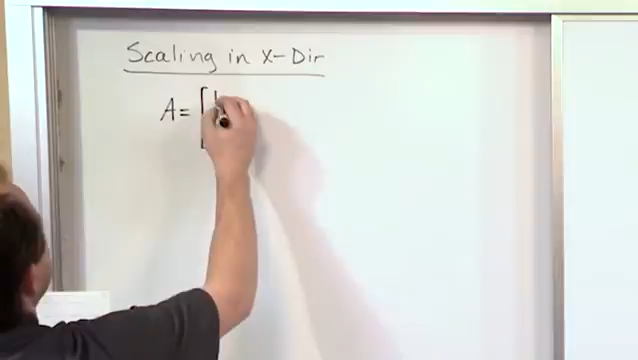 Scaling in x-Dir
A = [